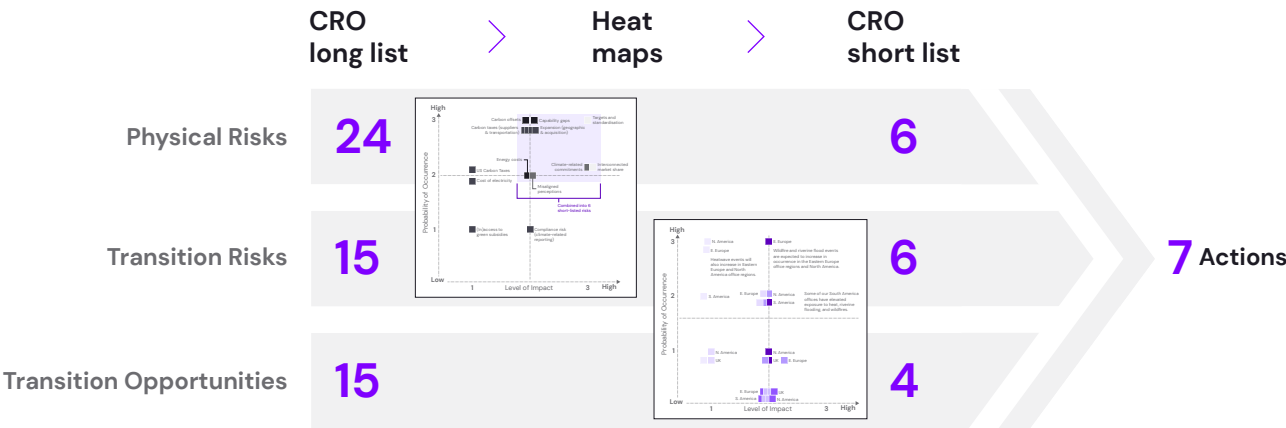 CRO
long list
Heat
maps
CRO
short list
Physical Risks
24
6
Transition Risks
15
6
Transition Opportunities
15
4
7 Actions
High
3
Carbon offsets
Capability gaps
Targets and
standardisation
Carbon taxes (suppliers
& transportation)
Expansion (geographic
& acquisition)
Energy costs
Climate-related
commitments
Interconnected
market share
US Carbon Taxes
2
Cost of electricity
Misaligned
perceptions
Combined into 6
short-listed risks
Probability of Occurrence
1
(In)access to
green subsidies
Compliance risk
(climate-related
reporting)
Low
1
Level of Impact
3
High
High
3
N. America
E. Europe
E. Europe
Wildfire and riverine flood events
are expected to increase in
occurrence in the Eastern Europe
office regions and North America
Heatwave events will
also increase in Eastern
Europe and North
America office regions
2
S. America
E. Europe
N. America
S. America
Some of our South America
offices have elevated
exposure to heat, riverine
flooding and wildfires
Probability of Occurrence
1
N. America
UK
N. America
UK
E. Europe
E. Europe
UK
S. America
N. America
Low
1
Level of Impact
3
High